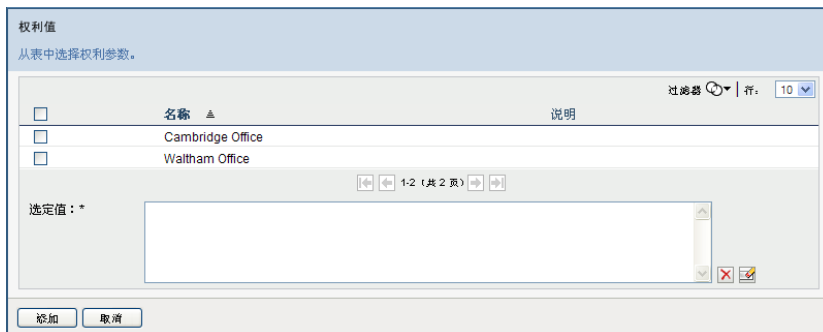 权利值
从表中选择权利参数。
过滤器 行: 10
名称 说明
Cambridge Office
Waltham Office
1-2 (共 2 页)
选定值:*
添加 取消